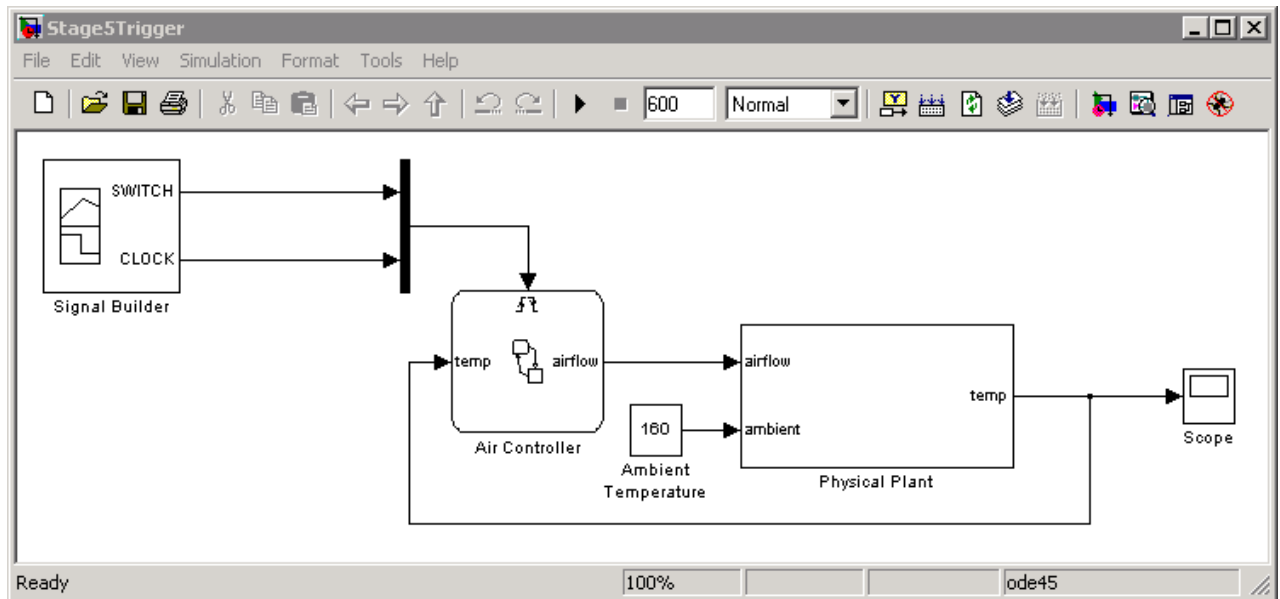 Stage5Trigger
File Edit View Simulation Format Tools Help
600 Normal
SWITCH
CLOCK
Signal Builder
temp airflow
Air Controller
160
Ambient
Temperature
airflow
temp
ambient
Physical Plant
Scope
Ready 100% ode45